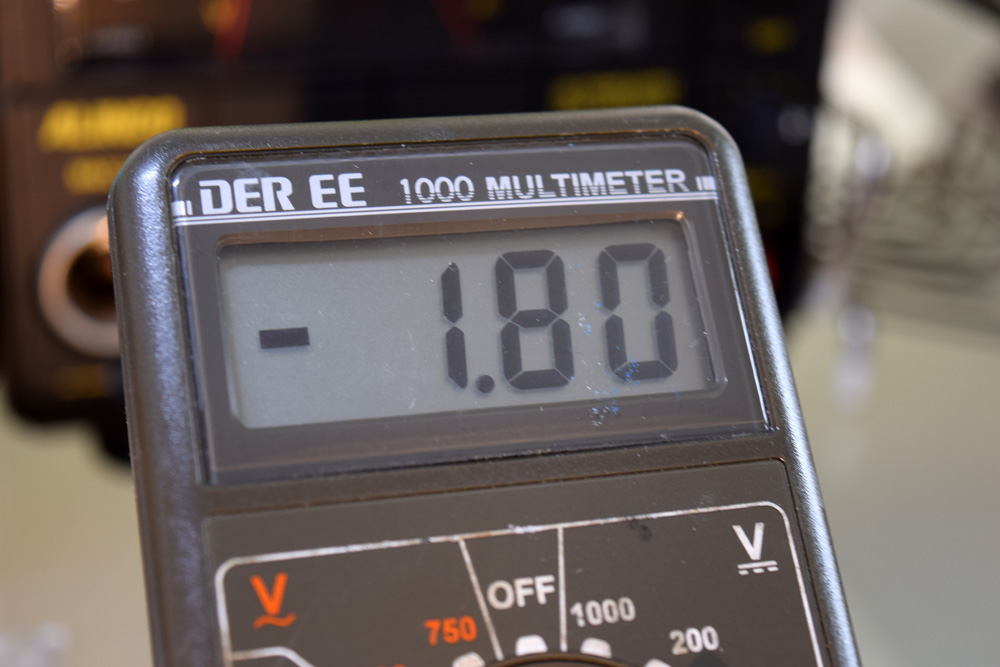 DER EE 1000 MULTIMETER
- 1.80
V
OFF
V
750
1000
200